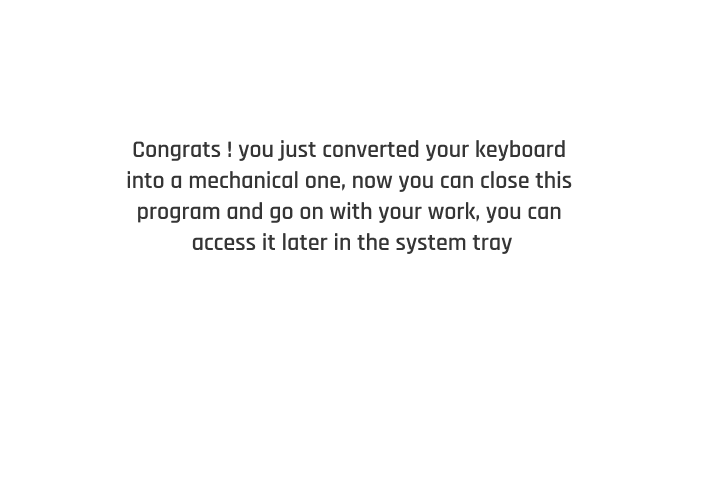 Congrats ! you just converted your keyboard
into a mechanical one, now you can close this
program and go on with your work, you can
access it later in the system tray